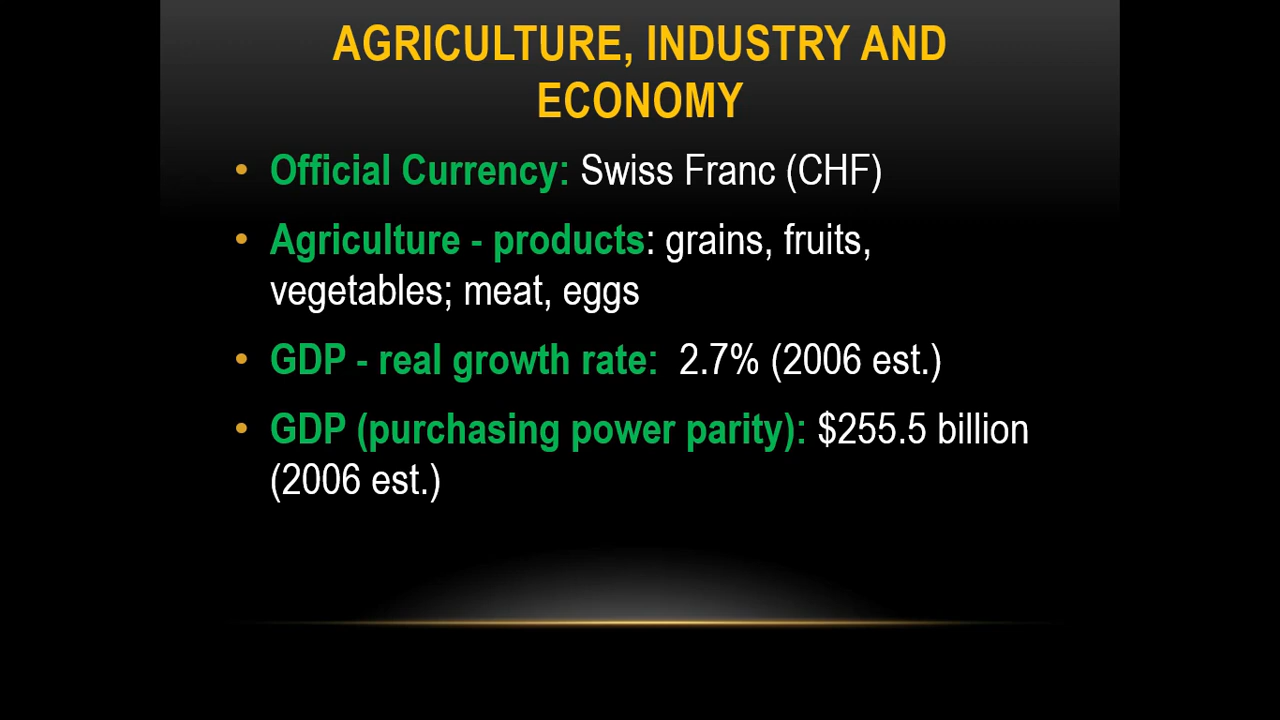 AGRICULTURE, INDUSTRY AND
ECONOMY
• Official Currency: Swiss Franc (CHF)
• Agriculture - products: grains, fruits,
vegetables; meat, eggs
• GDP - real growth rate:  2.7% (2006 est.)
• GDP (purchasing power parity): $255.5 billion
(2006 est.)